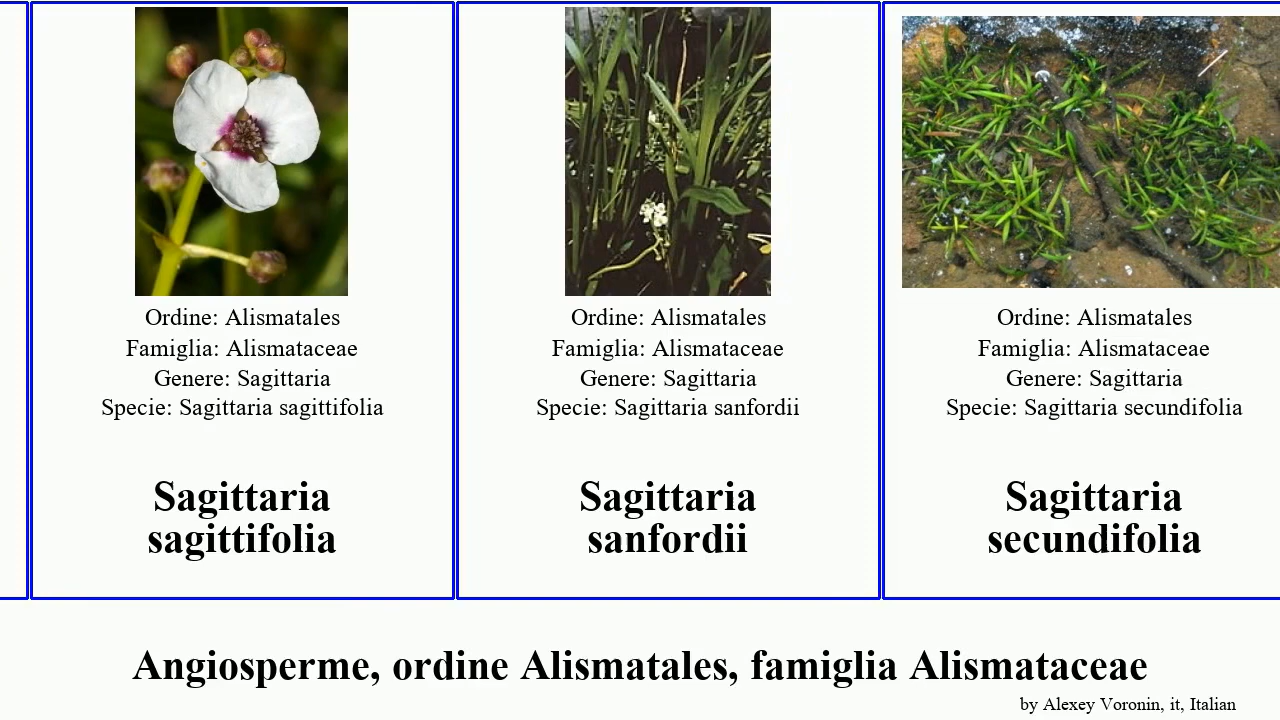 Ordine: Alismatales
Famiglia: Alismataceae
Genere: Sagittaria
Specie: Sagittaria sagittifolia
Sagittaria
sagittifolia
Ordine: Alismatales
Famiglia: Alismataceae
Genere: Sagittaria
Specie: Sagittaria sanfordii
Sagittaria
sanfordii
Ordine: Alismatales
Famiglia: Alismataceae
Genere: Sagittaria
Specie: Sagittaria secundifolia
Sagittaria
secundifolia
Angiosperme, ordine Alismatales, famiglia Alismataceae
by Alexey Voronin, it, Italian